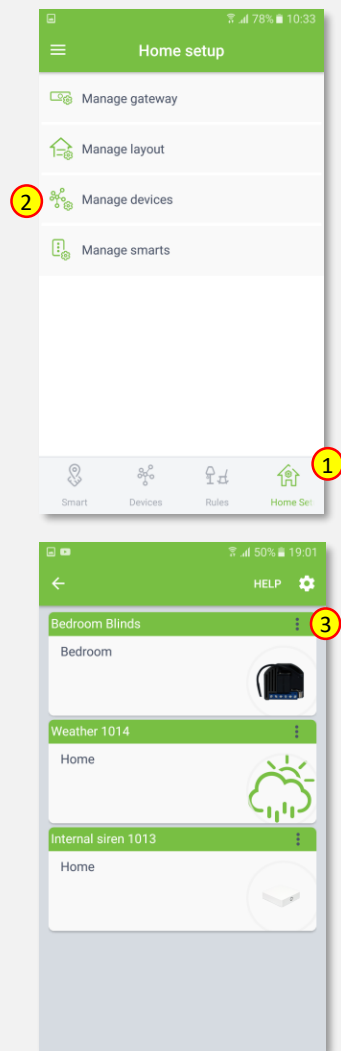 78% 10:33
Home setup
Manage gateway
Manage layout
2
Manage devices
Manage smarts
1
Smart Devices Rules Home Set
50% 19:01
HELP
3
Bedroom Blinds
Bedroom
Weather 1014
Home
Internal siren 1013
Home